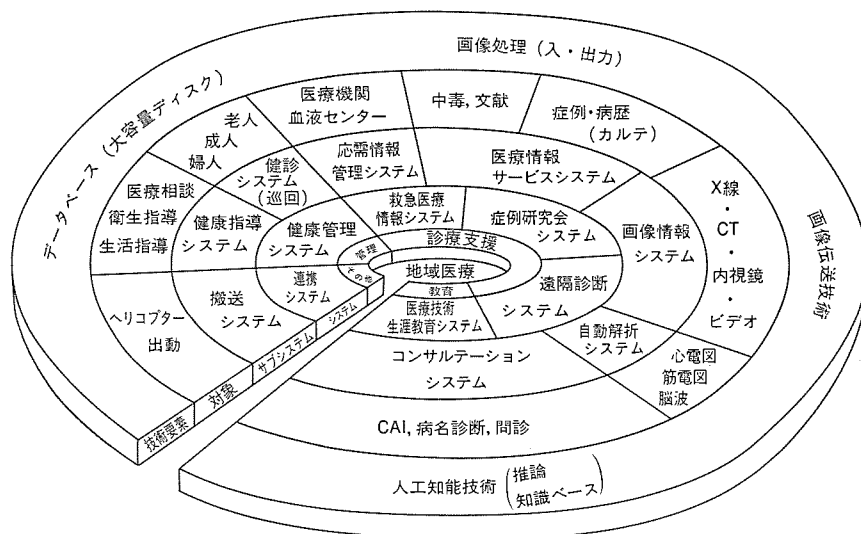 画像処理(入・出力)
データベース(大容量ディスク)
画像伝送技術
人工知能技術(推論
知識ベース)
医療機関
血液センター
中毒, 文献
症例・病歴
(カルテ)
老人
成人
婦人
医療相談
衛生指導
生活指導
ヘリコプター
出動
X線
・
CT
・
内視鏡
・
ビデオ
心電図
筋電図
脳波
CAI, 病名診断, 問診
健診
システム
(巡回)
応需情報
管理システム
医療情報
サービスシステム
画像情報
システム
自動解折
システム
コンサルテーション
システム
健康指導
システム
搬送
システム
健康管理
システム
救急医療
情報システム
症例研究会
システム
遠隔診断
システム
医療技術
生涯教育システム
連携
システム
管理
診療支援
教育
その他
地域医療
技術要素
対象
サブシステム
システム